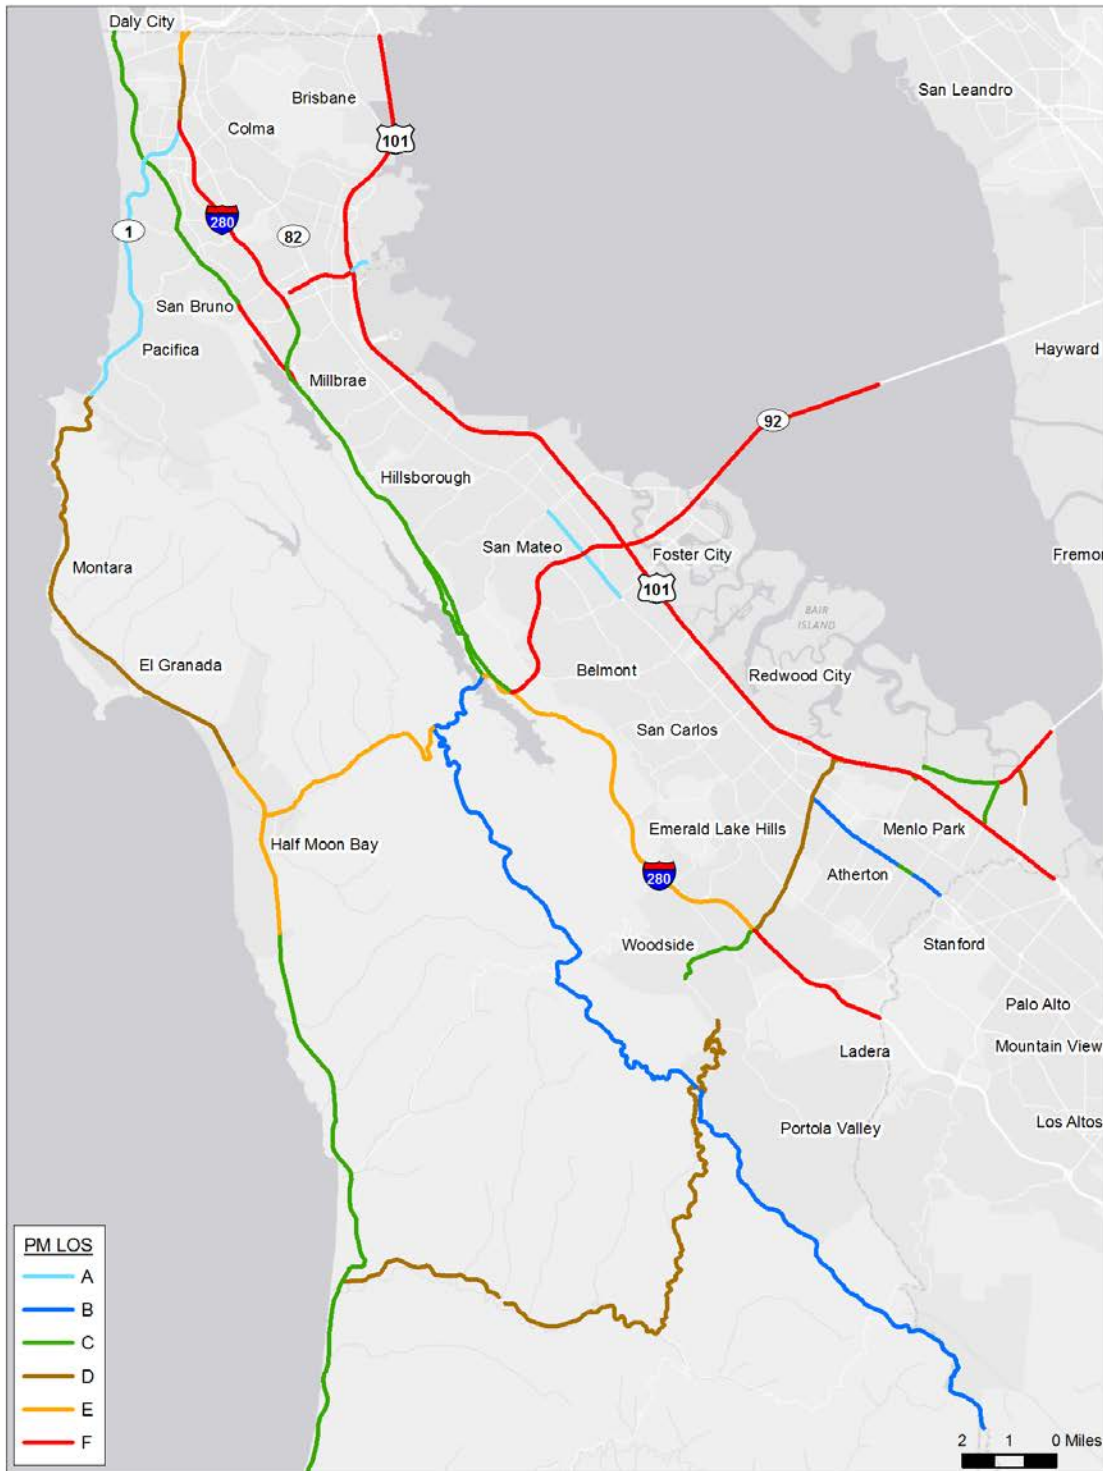 Daly City
San Leandro
Brisbane
Colma
101
280
82
1
San Bruno
Pacifica
Hayward
Millbrae
92
Hillsborough
San Mateo
Foster City
Fremor
Montara
101
BAIR
ISLAND
El Granada
Belmont
Redwood City
San Carlos
Emerald Lake Hills
Menlo Park
Half Moon Bay
280
Atherton
Woodside
Stanford
Palo Alto
Ladera
Mountain View
Portola Valley
Los Altos
PM LOS
A
B
C
D
E
F
2 1 0 Miles